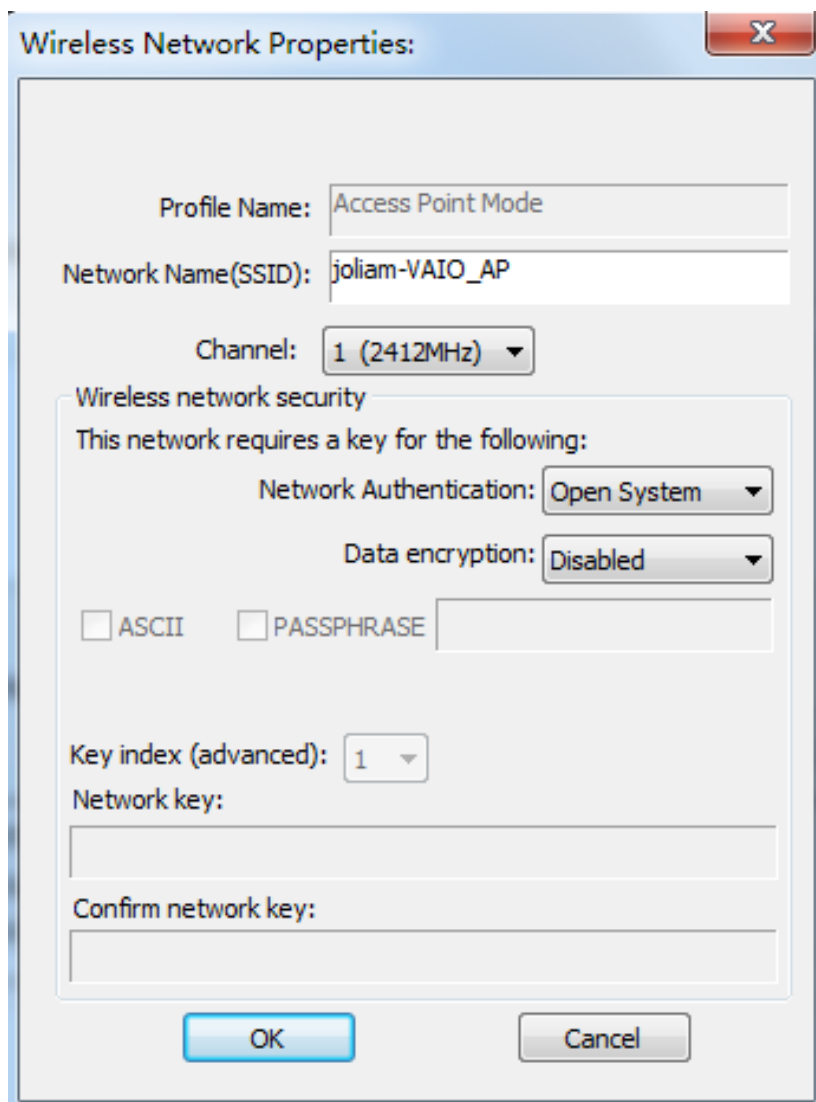 Wireless Network Properties:
Profile Name: Access Point Mode
Network Name(SSID): joliam-VAIO_AP
Channel: 1 (2412MHz)
Wireless network security
This network requires a key for the following:
Network Authentication: Open System
Data encryption: Disabled
ASCII PASSPHRASE
Key index (advanced): 1
Network key:
Confirm network key:
OK Cancel